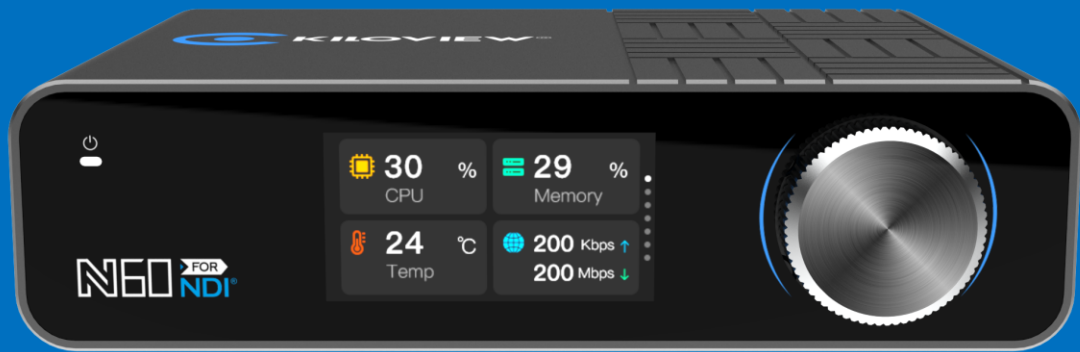 KILOVIEW
30 %
CPU
29 %
Memory
24 ℃
Temp
200 Kbps ↑
200 Mbps ↓
N60 FOR
NDI®